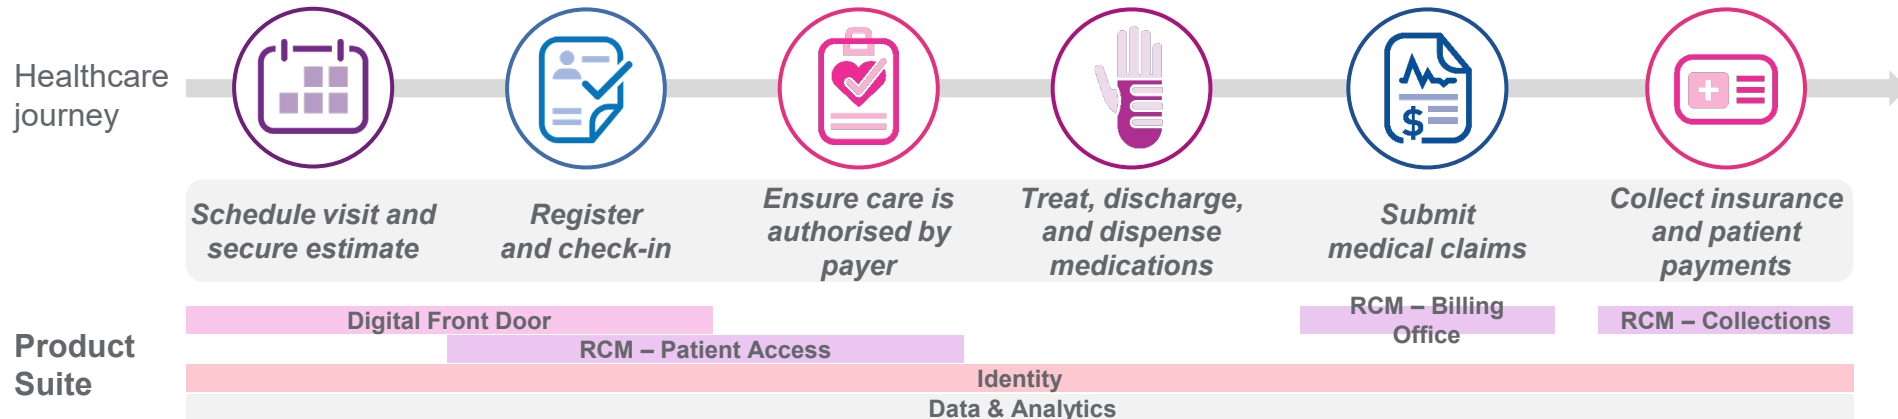 Healthcare
journey
$
Schedule visit and
secure estimate
Register
and check-in
Ensure care is
authorised by
payer
Treat, discharge,
and dispense
medications
Submit
medical claims
Collect insurance
and patient
payments
Product
Suite
Digital Front Door
RCM – Billing
Office
RCM – Collections
RCM – Patient Access
Identity
Data & Analytics